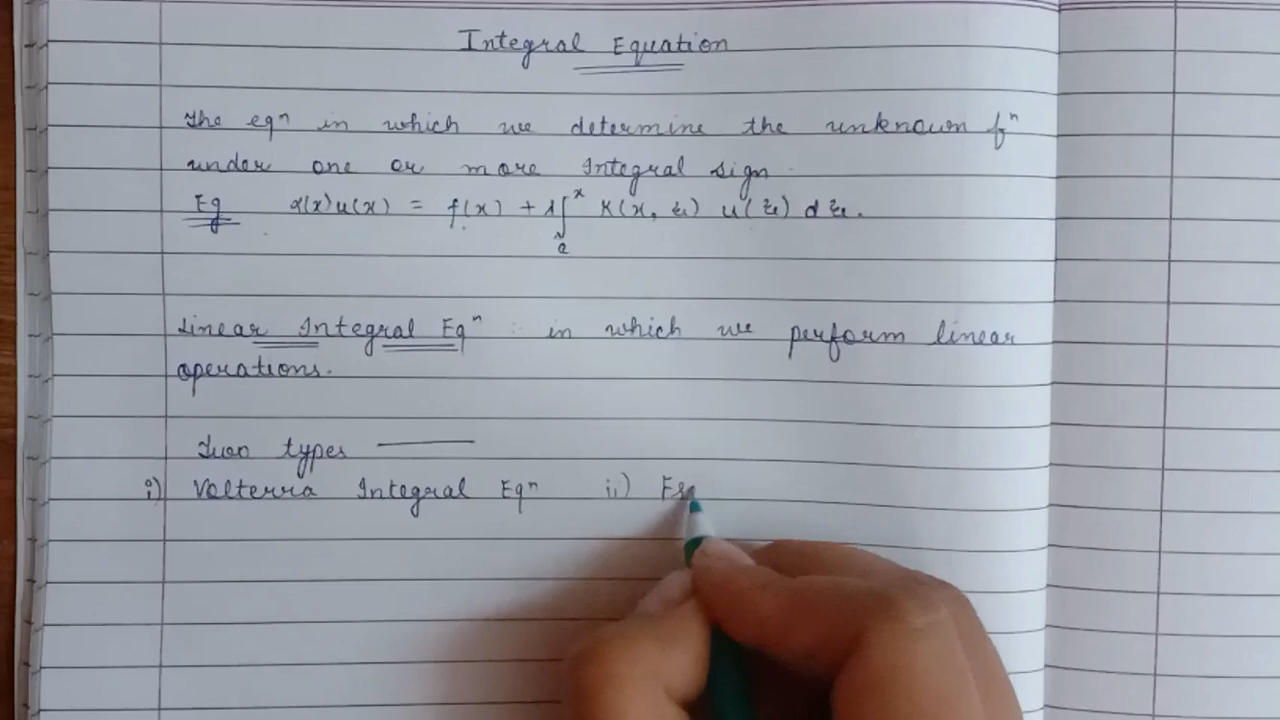 Integral Equation
The eqⁿ in which we determine the unknown fⁿ
under one or more Integral sign
Eg α(x)u(x) = f(x) + λ∫ₐˣ K(x, ξ) u(ξ) dξ.
Linear Integral Eqⁿ : in which we perform linear
operations.
Two types ———
i) Volterra Integral Eqⁿ ii) Fre